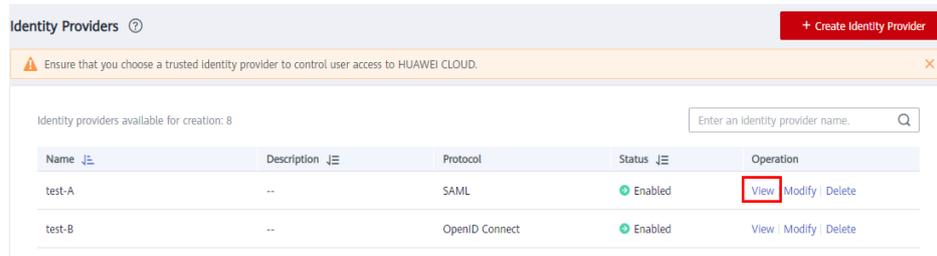 Identity Providers ?
+ Create Identity Provider
Ensure that you choose a trusted identity provider to control user access to HUAWEI CLOUD.
Identity providers available for creation: 8
Enter an identity provider name.
Name Description Protocol Status Operation
test-A -- SAML Enabled View | Modify | Delete
test-B -- OpenID Connect Enabled View | Modify | Delete